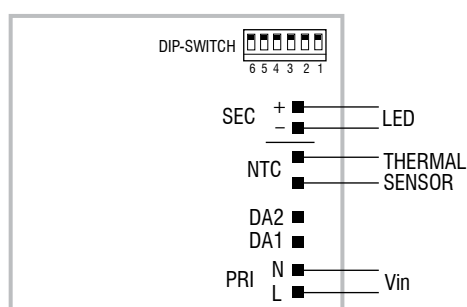 DIP-SWITCH
6 5 4 3 2 1
SEC + LED
−
NTC THERMAL
SENSOR
DA2
DA1
PRI N Vin
L